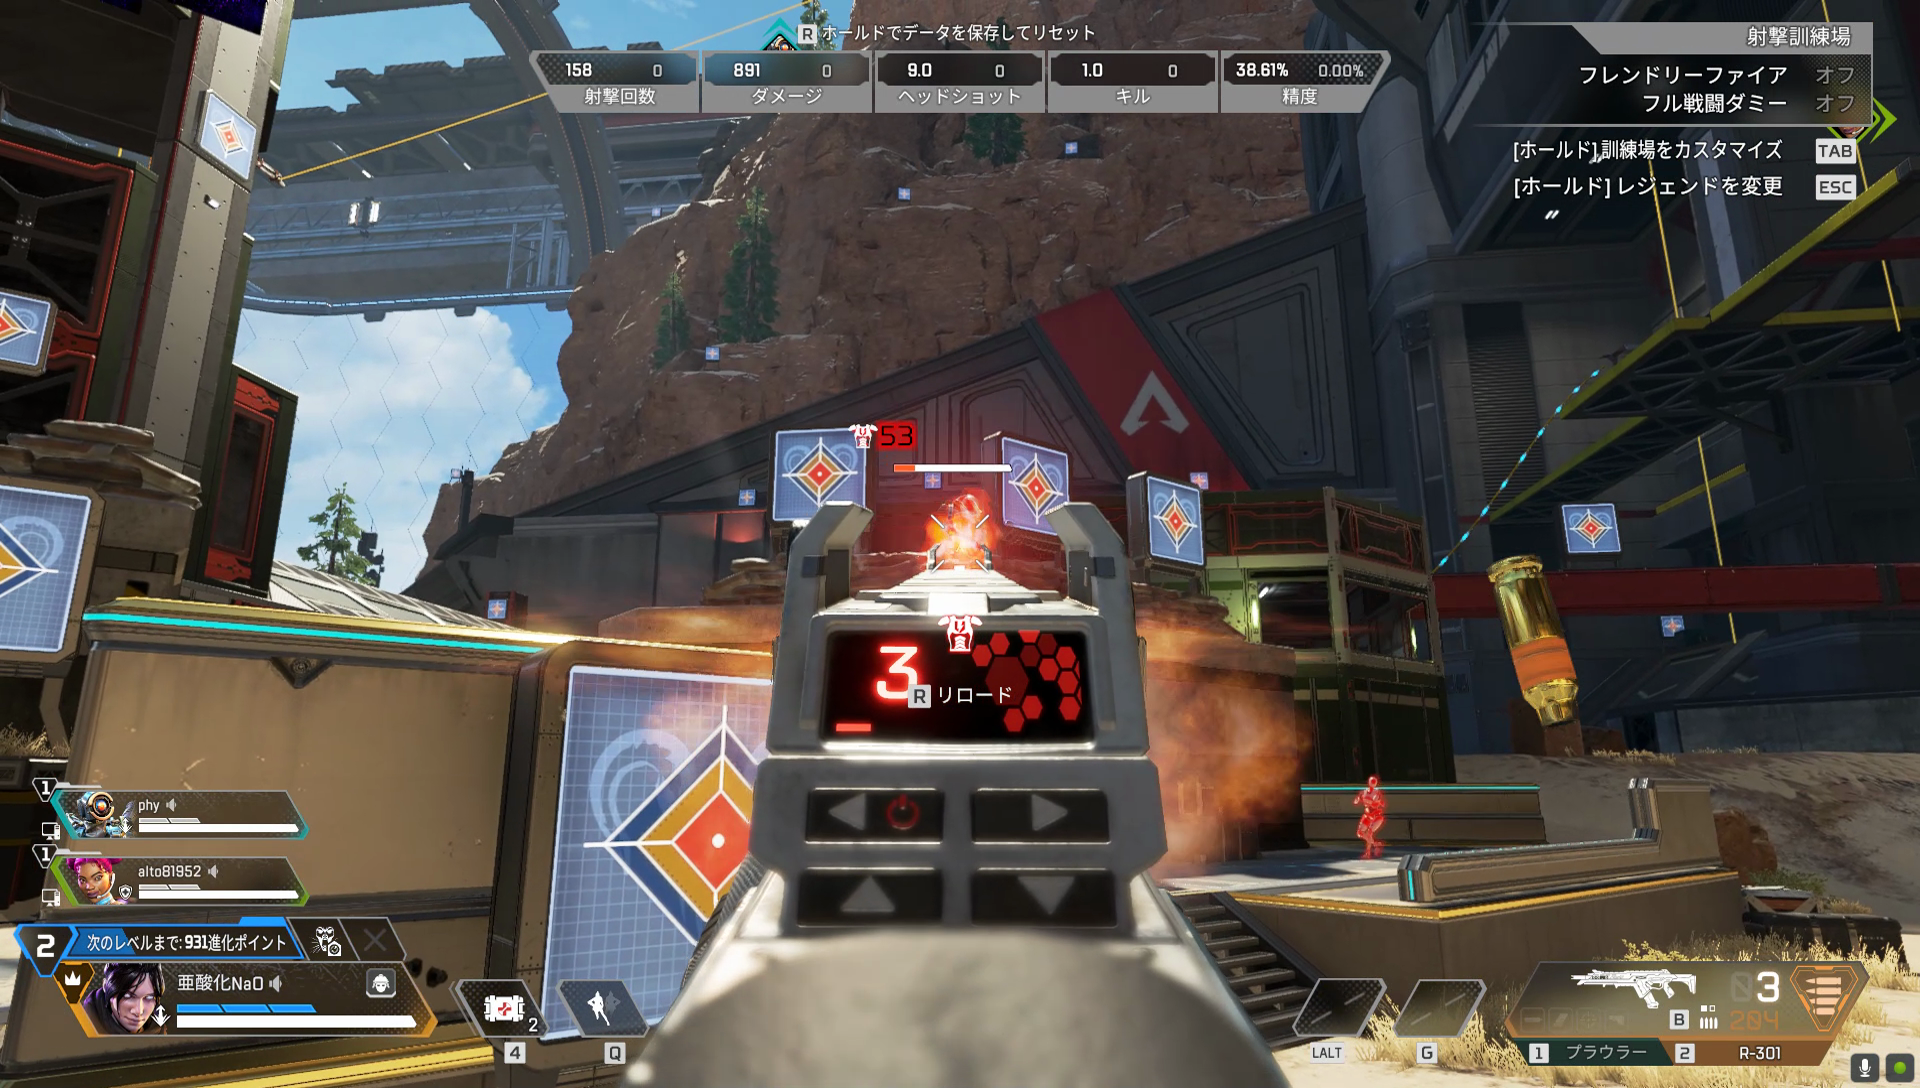 R ホールドでデータを保存してリセット
158 0 891 0 9.0 0 1.0 0 38.61% 0.00%
射撃回数 ダメージ ヘッドショット キル 精度
射撃訓練場
フレンドリーファイア オフ
フル戦闘ダミー オフ
[ホールド]訓練場をカスタマイズ TAB
[ホールド]レジェンドを変更 ESC
53
3
R リロード
1
phy
1
alto81952
2 次のレベルまで: 931進化ポイント
亜酸化NaO
2
4 Q
LALT G
03
B 204
1 プラウラー 2 R-301